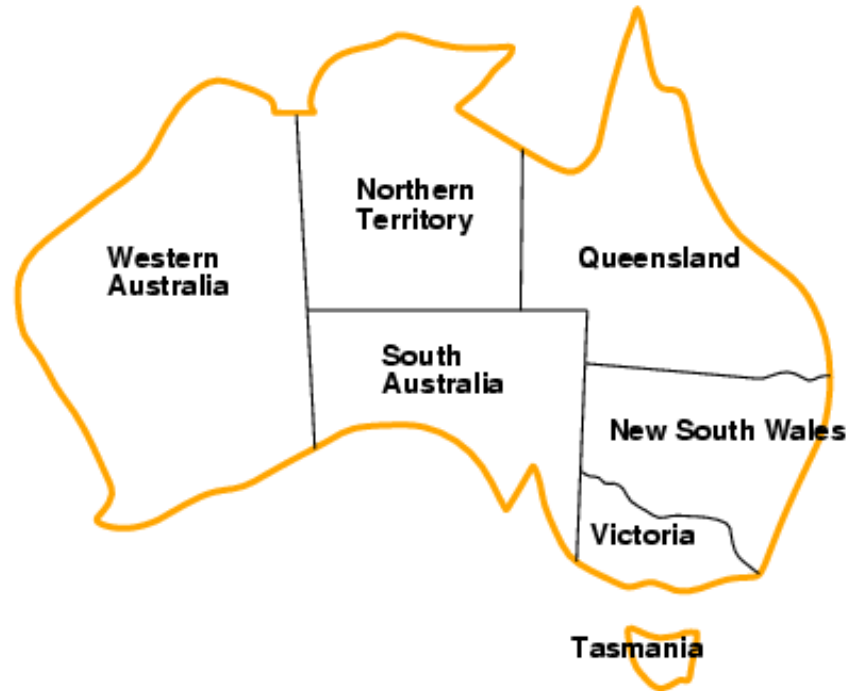 Northern
Territory
Western
Australia
Queensland
South
Australia
New South Wales
Victoria
Tasmania